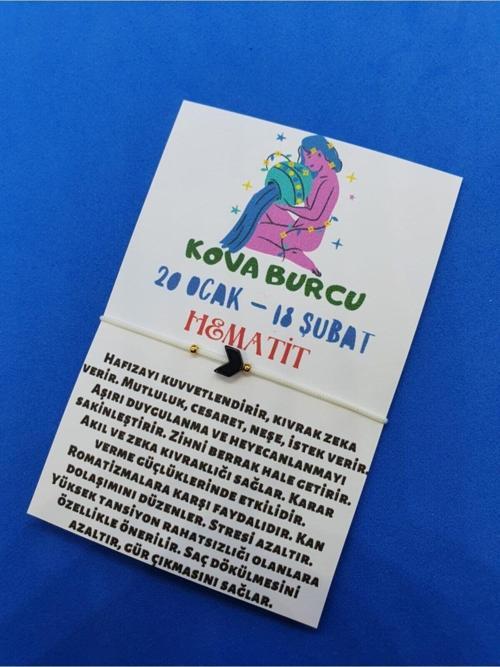 KOVA BURCU
20 OCAK – 18 ŞUBAT
HEMATİT
HAFIZAYI KUVVETLENDİRİR, KIVRAK ZEKA
VERİR. MUTLULUK, CESARET, NEŞE, İSTEK VERİR.
AŞIRI DUYGULANMA VE HEYECANLANMAYI
SAKİNLEŞTİRİR. ZİHNİ BERRAK HALE GETİRİR.
AKIL VE ZEKA KIVRAKLIĞI SAĞLAR. KARAR
VERME GÜÇLÜKLERİNDE ETKİLİDİR.
ROMATİZMALARA KARŞI FAYDALIDIR. KAN
DOLAŞIMINI DÜZENLER. STRESİ AZALTIR.
YÜKSEK TANSİYON RAHATSIZLIĞI OLANLARA
ÖZELLİKLE ÖNERİLİR. SAÇ DÖKÜLMESİNİ
AZALTIR, GÜR ÇIKMASINI SAĞLAR.